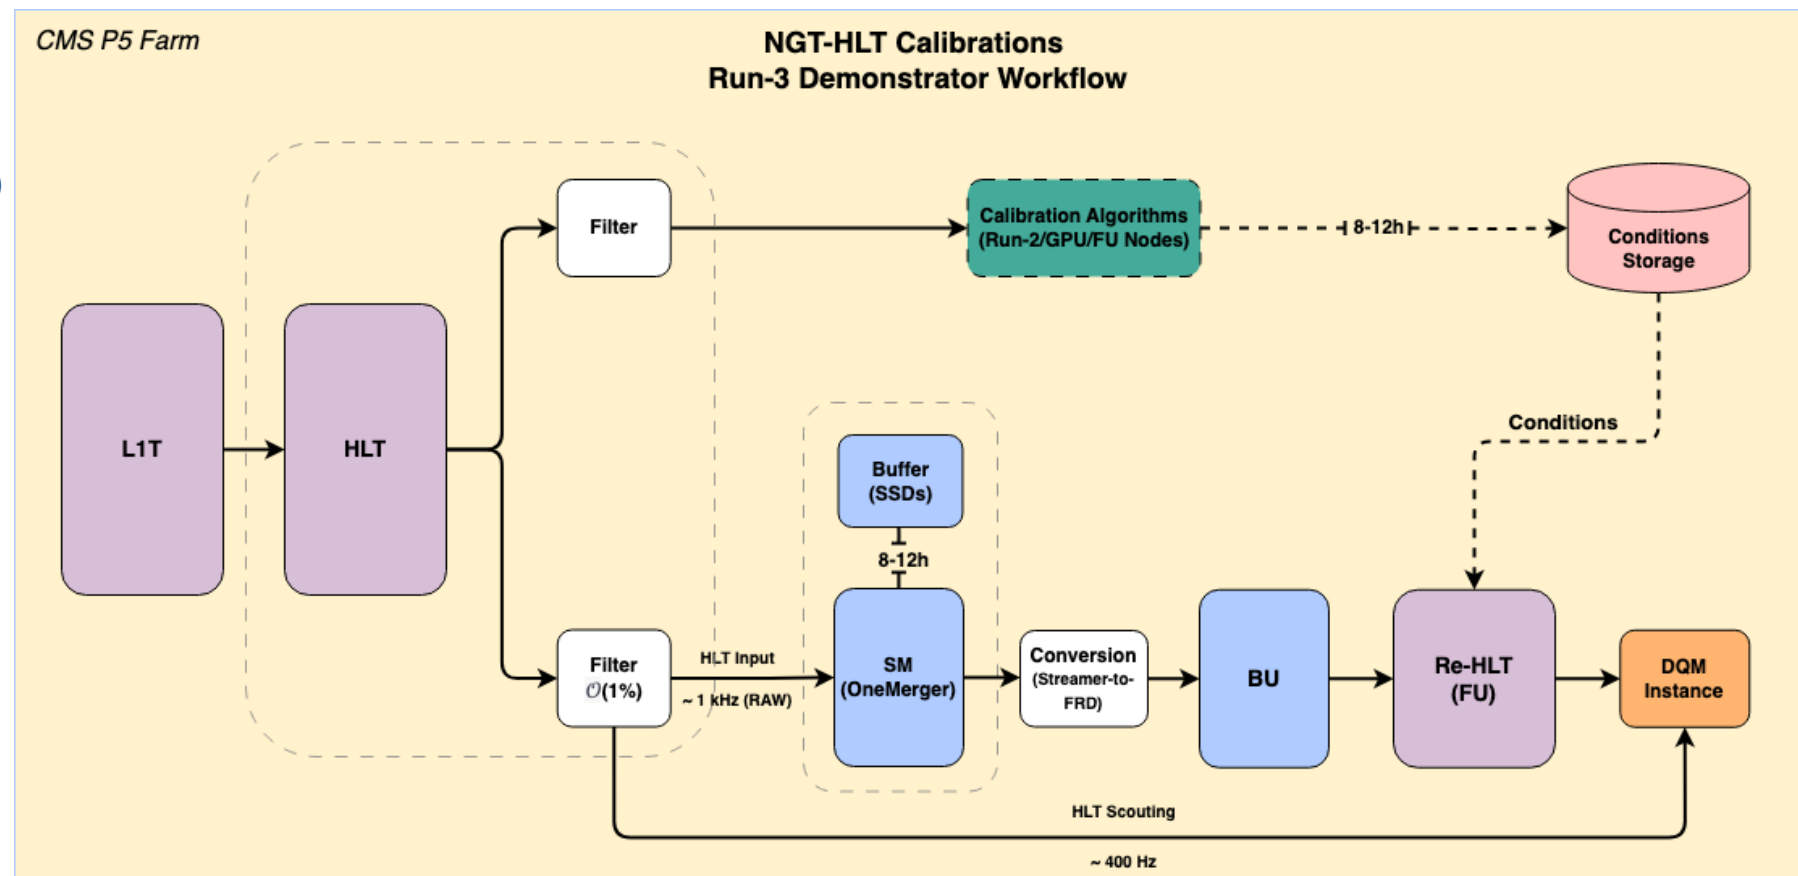 CMS P5 Farm
NGT-HLT Calibrations
Run-3 Demonstrator Workflow
Filter
Calibration Algorithms
(Run-2/GPU/FU Nodes)
8-12h
Conditions
Storage
L1T
HLT
Conditions
Buffer
(SSDs)
8-12h
Filter
𝒪(1%)
HLT Input
~ 1 kHz (RAW)
SM
(OneMerger)
Conversion
(Streamer-to-
FRD)
BU
Re-HLT
(FU)
DQM
Instance
HLT Scouting
~ 400 Hz